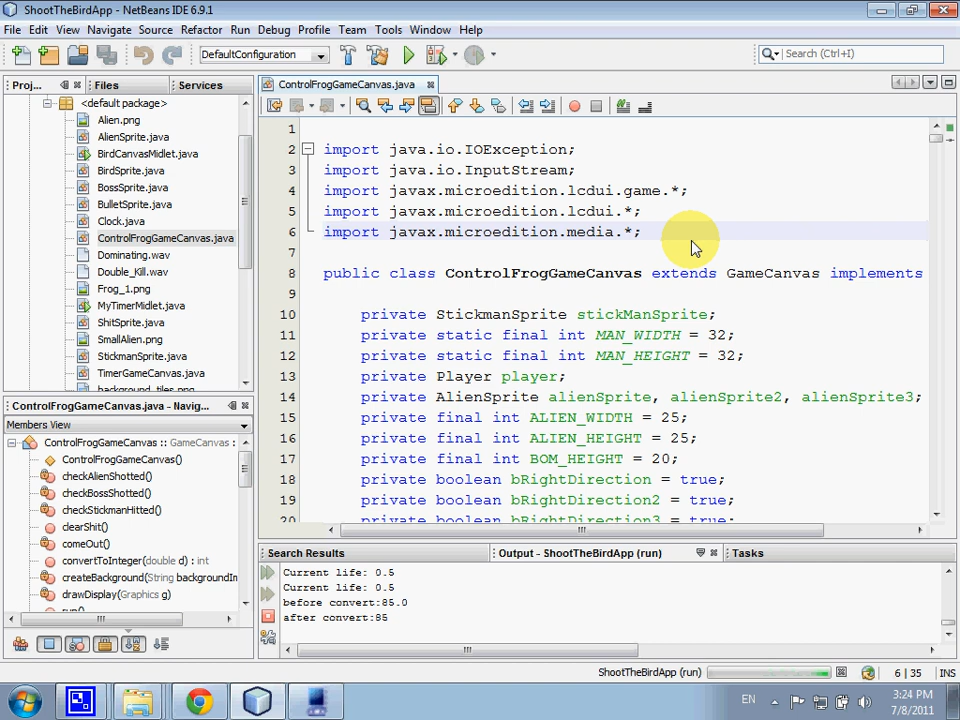 ShootTheBirdApp - NetBeans IDE 6.9.1
File Edit View Navigate Source Refactor Run Debug Profile Team Tools Window Help
DefaultConfiguration
Search (Ctrl+I)
Proj... Files Services
<default package>
Alien.png
AlienSprite.java
BirdCanvasMidlet.java
BirdSprite.java
BossSprite.java
BulletSprite.java
Clock.java
ControlFrogGameCanvas.java
Dominating.wav
Double_Kill.wav
Frog_1.png
MyTimerMidlet.java
ShitSprite.java
SmallAlien.png
StickmanSprite.java
TimerGameCanvas.java
background_tiles.png
ControlFrogGameCanvas.java - Navig...
Members View
ControlFrogGameCanvas :: GameCanvas :
ControlFrogGameCanvas()
checkAlienShotted()
checkBossShotted()
checkStickmanHitted()
clearShit()
comeOut()
convertToInteger(double d) : int
createBackground(String backgroundIm
drawDisplay(Graphics g)
run()
ControlFrogGameCanvas.java
1
2 import java.io.IOException;
3 import java.io.InputStream;
4 import javax.microedition.lcdui.game.*;
5 import javax.microedition.lcdui.*;
6 import javax.microedition.media.*;
7
8 public class ControlFrogGameCanvas extends GameCanvas implements
9
10 private StickmanSprite stickManSprite;
11 private static final int MAN_WIDTH = 32;
12 private static final int MAN_HEIGHT = 32;
13 private Player player;
14 private AlienSprite alienSprite, alienSprite2, alienSprite3;
15 private final int ALIEN_WIDTH = 25;
16 private final int ALIEN_HEIGHT = 25;
17 private final int BOM_HEIGHT = 20;
18 private boolean bRightDirection = true;
19 private boolean bRightDirection2 = true;
20 private boolean bRightDirection3 = true;
Search Results Output - ShootTheBirdApp (run) Tasks
Current life: 0.5
Current life: 0.5
before convert:85.0
after convert:85
ShootTheBirdApp (run) 6 | 35 INS
EN
3:24 PM
7/8/2011